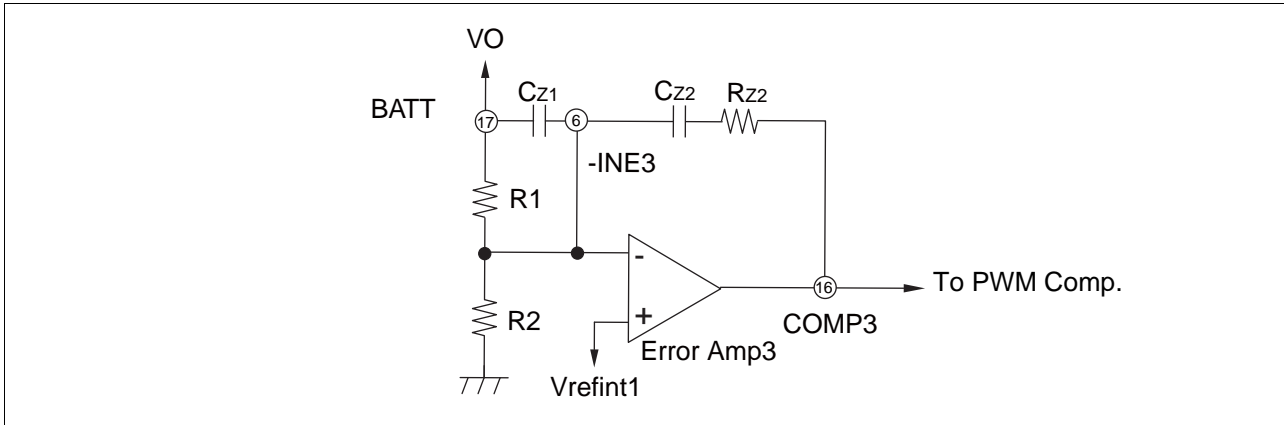 VO
BATT
17
CZ1
6
CZ2
RZ2
-INE3
R1
R2
-
+
Error Amp3
Vrefint1
16
COMP3
To PWM Comp.